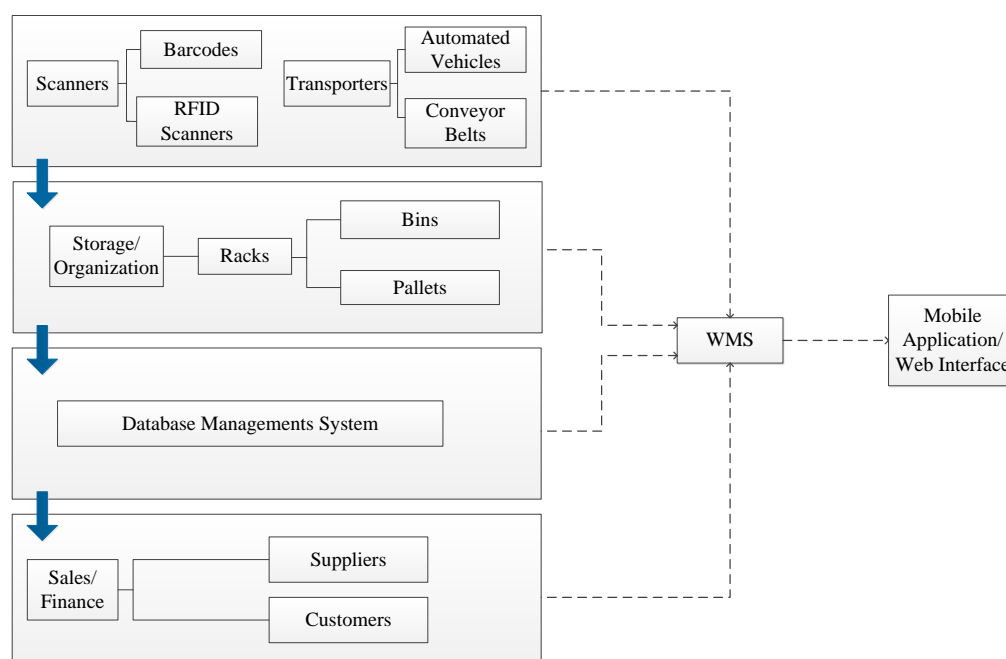 Scanners
Barcodes
RFID
Scanners
Transporters
Automated
Vehicles
Conveyor
Belts
Storage/
Organization
Racks
Bins
Pallets
Database Managements System
Sales/
Finance
Suppliers
Customers
WMS
Mobile
Application/
Web Interface